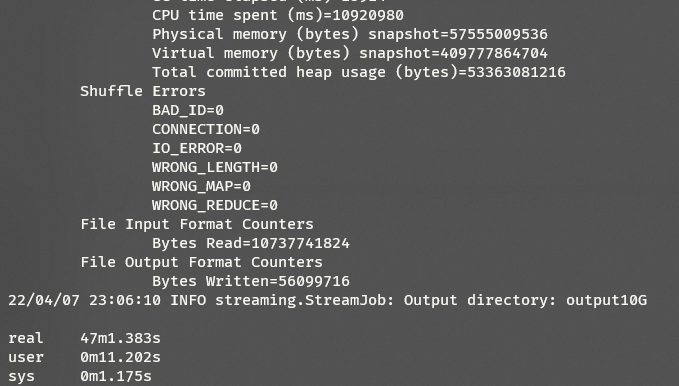 CPU time spent (ms)=10920980
Physical memory (bytes) snapshot=57555009536
Virtual memory (bytes) snapshot=409777864704
Total committed heap usage (bytes)=53363081216
Shuffle Errors
BAD_ID=0
CONNECTION=0
IO_ERROR=0
WRONG_LENGTH=0
WRONG_MAP=0
WRONG_REDUCE=0
File Input Format Counters
Bytes Read=10737741824
File Output Format Counters
Bytes Written=56099716
22/04/07 23:06:10 INFO streaming.StreamJob: Output directory: output10G
real 47m1.383s
user 0m11.202s
sys 0m1.175s